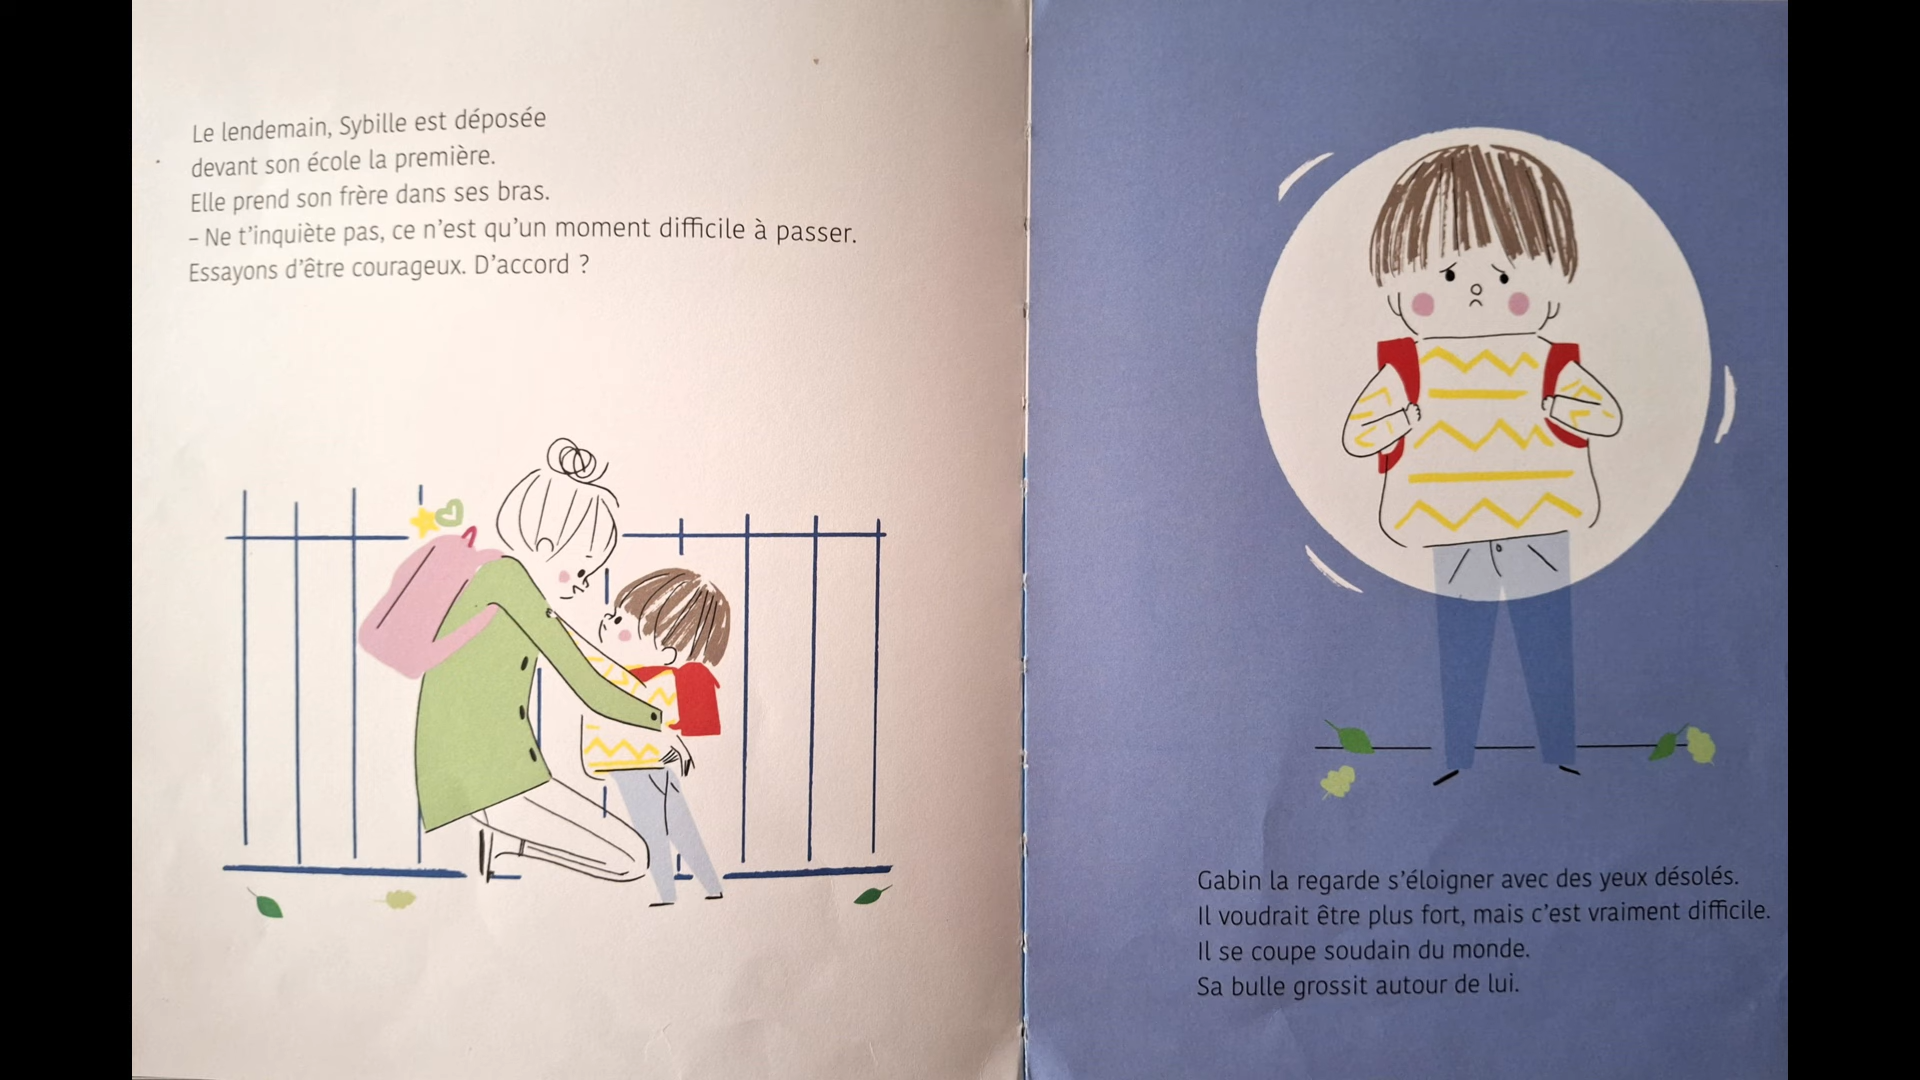 Le lendemain, Sybille est déposée
devant son école la première.
Elle prend son frère dans ses bras.
– Ne t'inquiète pas, ce n'est qu'un moment difficile à passer.
Essayons d'être courageux. D'accord ?
Gabin la regarde s'éloigner avec des yeux désolés.
Il voudrait être plus fort, mais c'est vraiment difficile.
Il se coupe soudain du monde.
Sa bulle grossit autour de lui.